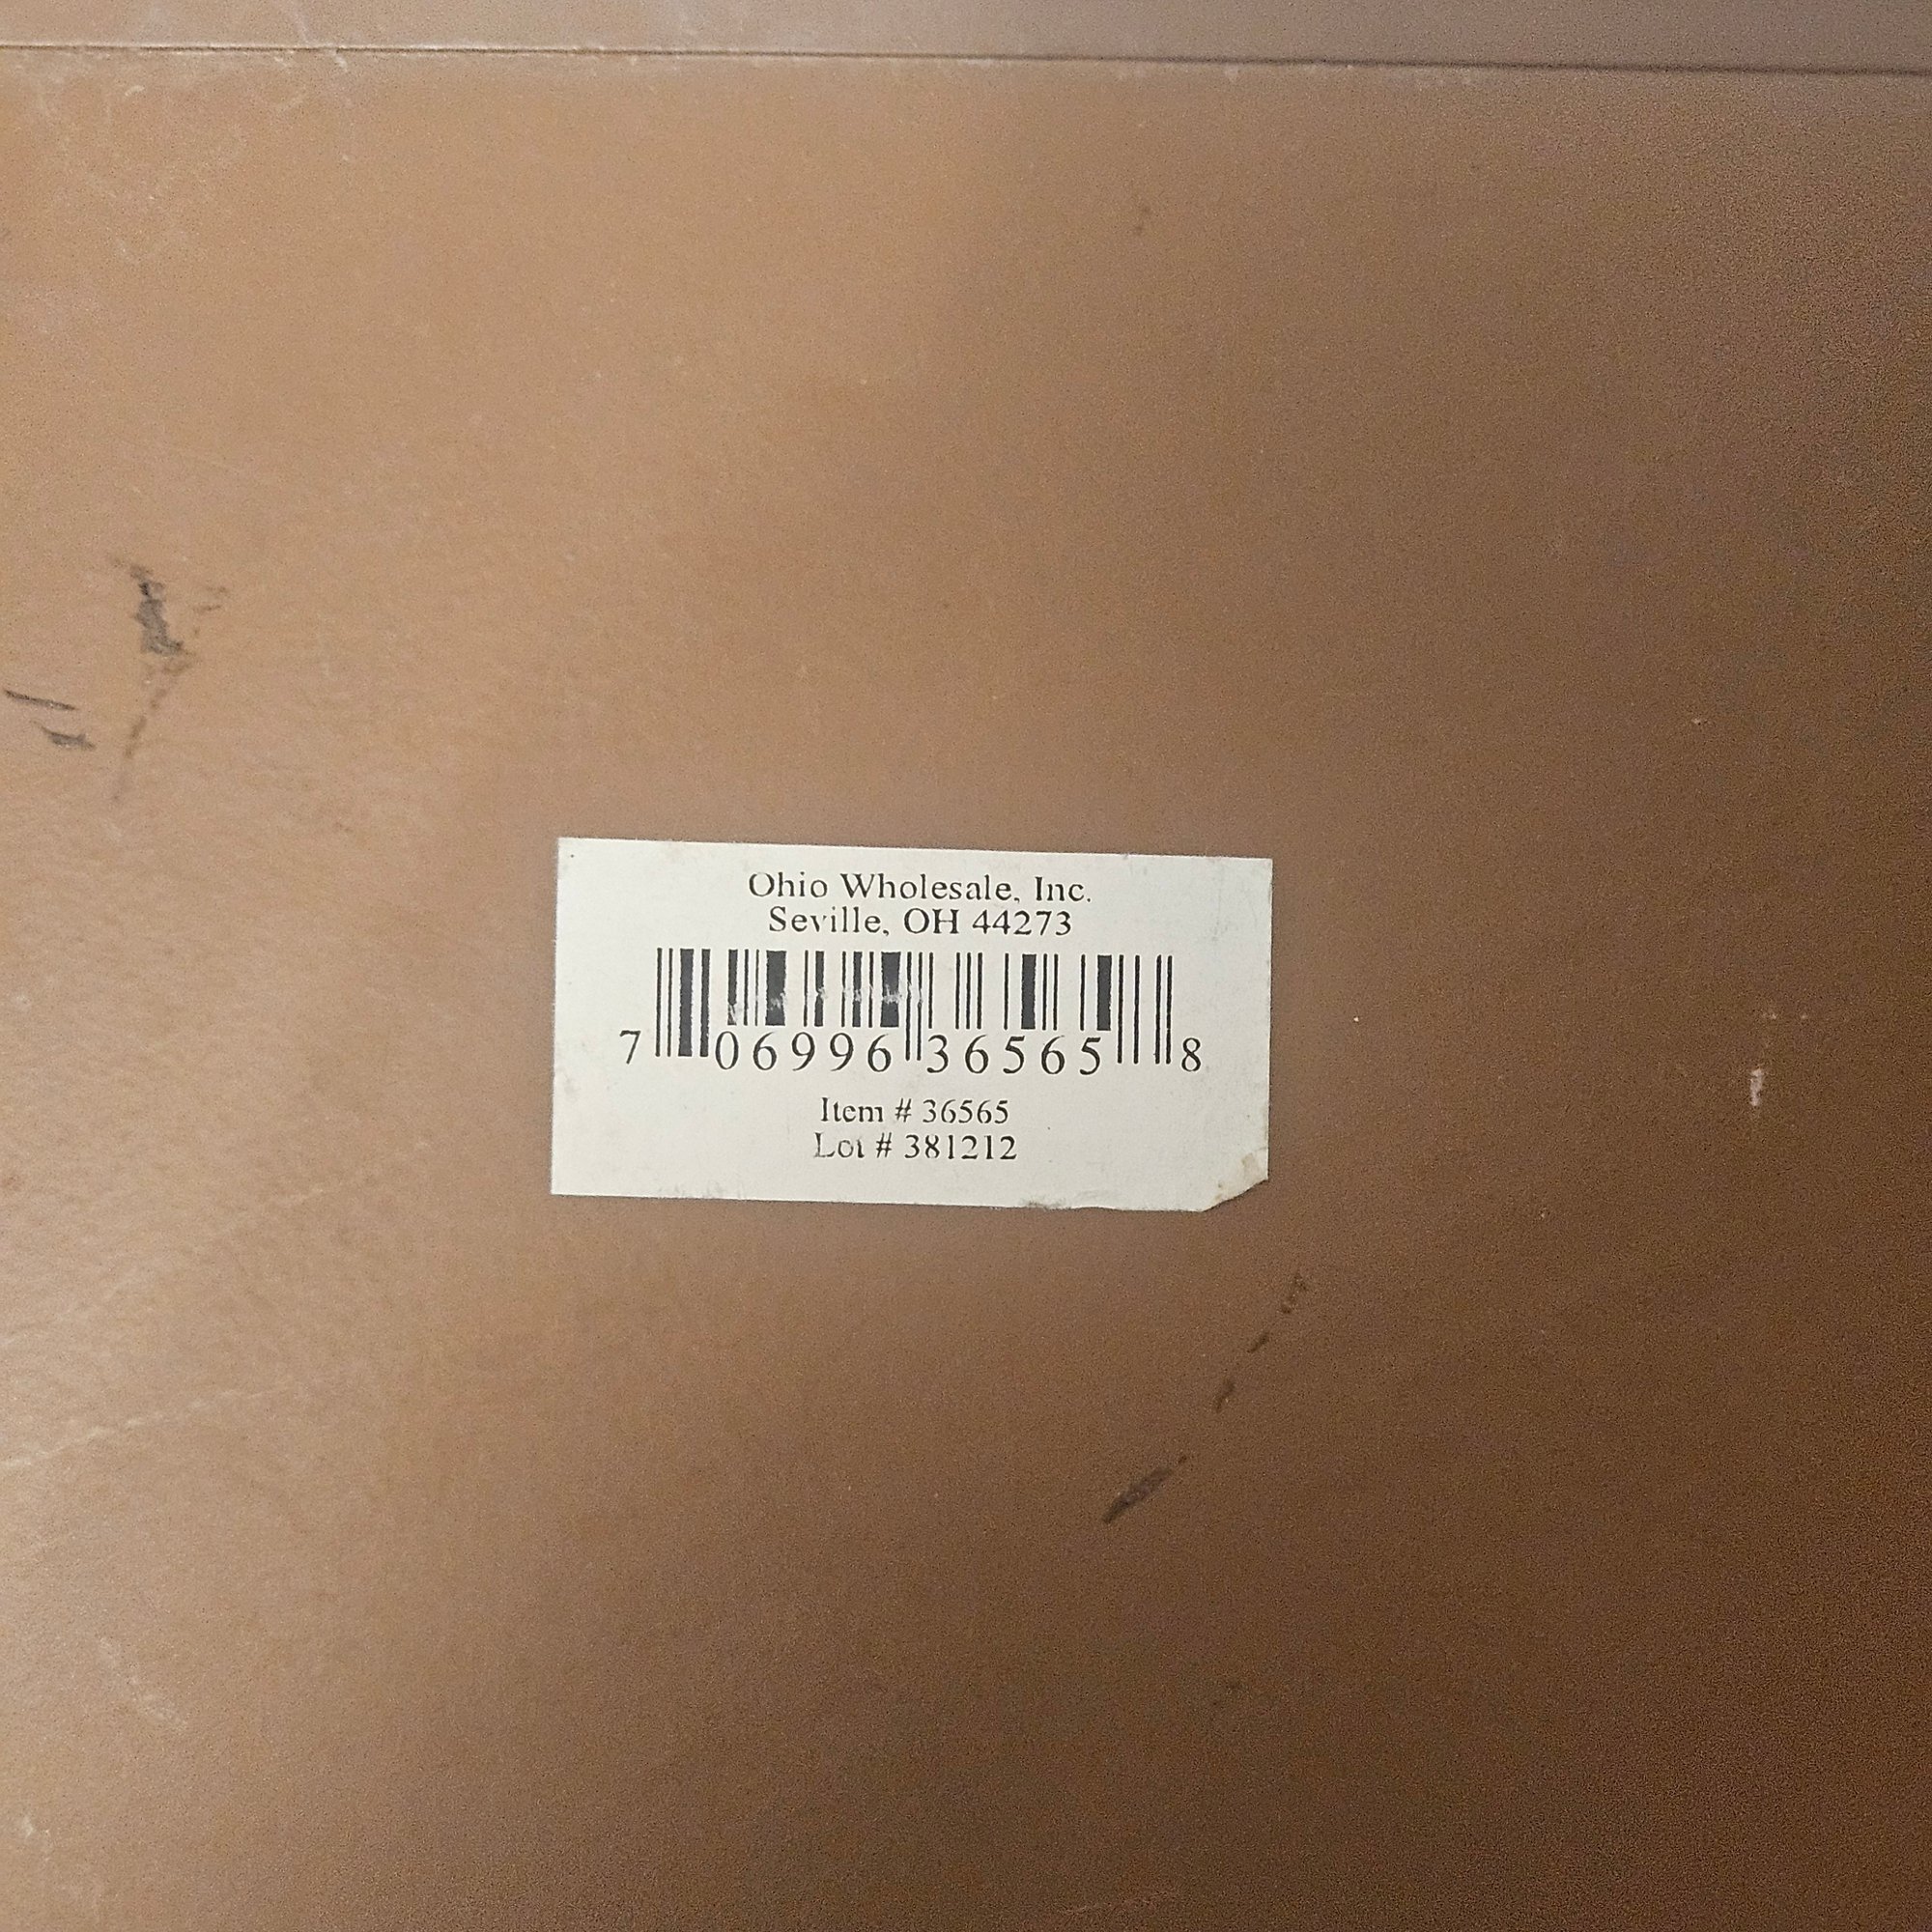 Ohio Wholesale, Inc.
Seville, OH 44273
7 06996 36565 8
Item # 36565
Lot # 381212